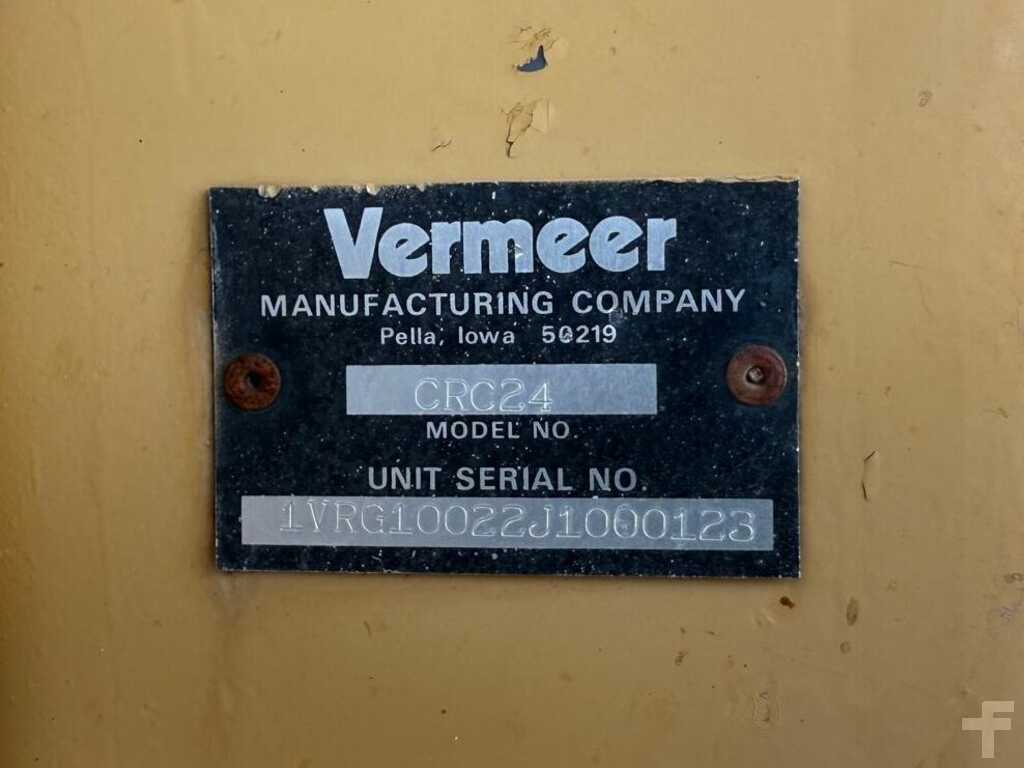 Vermeer
MANUFACTURING COMPANY
Pella, Iowa 50219
CRC24
MODEL NO.
UNIT SERIAL NO.
1VRG10022J1000123